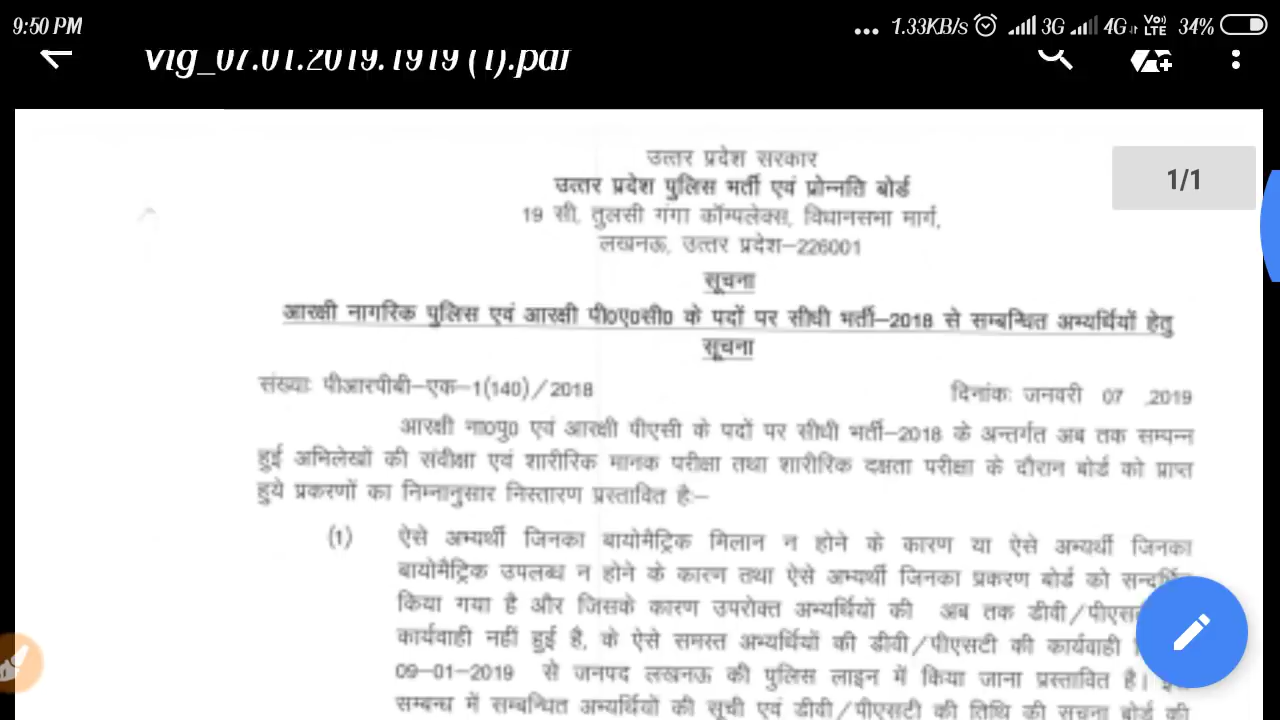 9:50 PM
... 1.33KB/s 3G 4G VoLTE 34%
vig_07.01.2019.1919 (1).pdf
1/1
उत्तर प्रदेश सरकार
उत्तर प्रदेश पुलिस भर्ती एवं प्रोन्नति बोर्ड
19 सी, तुलसी गंगा कॉम्पलेक्स, विधानसभा मार्ग,
लखनऊ, उत्तर प्रदेश-226001
सूचना
आरक्षी नागरिक पुलिस एवं आरक्षी पी0ए0सी0 के पदों पर सीधी भर्ती-2018 से सम्बन्धित अभ्यर्थियों हेतु
सूचना
संख्याः पीआरपीबी-एक-1(140)/2018 दिनांकः जनवरी 07 ,2019
आरक्षी ना0पु0 एवं आरक्षी पीएसी के पदों पर सीधी भर्ती-2018 के अन्तर्गत अब तक सम्पन्न
हुई अभिलेखों की संवीक्षा एवं शारीरिक मानक परीक्षा तथा शारीरिक दक्षता परीक्षा के दौरान बोर्ड को प्राप्त
हुये प्रकरणों का निम्नानुसार निस्तारण प्रस्तावित हैः-
(1) ऐसे अभ्यर्थी जिनका बायोमैट्रिक मिलान न होने के कारण या ऐसे अभ्यर्थी जिनका
बायोमैट्रिक उपलब्ध न होने के कारण तथा ऐसे अभ्यर्थी जिनका प्रकरण बोर्ड को सन्दर्भित
किया गया है और जिसके कारण उपरोक्त अभ्यर्थियों की अब तक डीवी/पीएसटी
कार्यवाही नहीं हुई है, के ऐसे समस्त अभ्यर्थियों की डीवी/पीएसटी की कार्यवाही
09-01-2019 से जनपद लखनऊ की पुलिस लाइन में किया जाना प्रस्तावित है।
सम्बन्ध में सम्बन्धित अभ्यर्थियों की सूची एवं डीवी/पीएसटी की तिथि की सूचना बोर्ड की